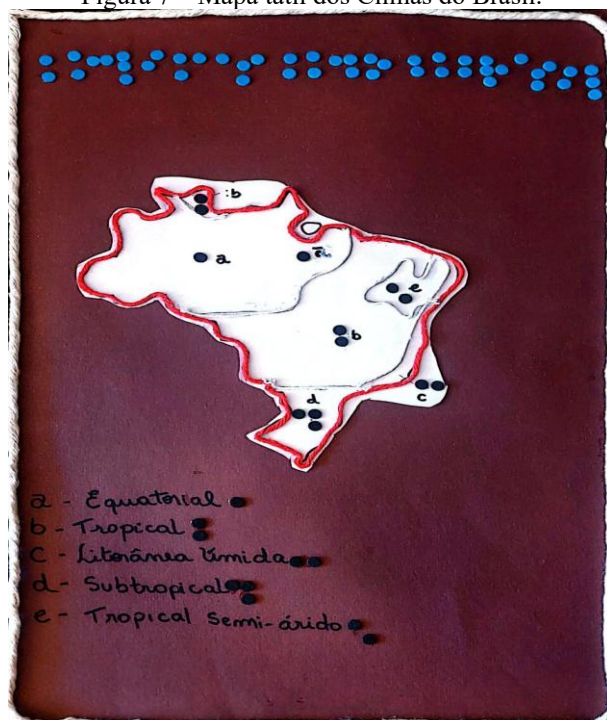 Figura 7 – Mapa tátil dos Climas do Brasil.
b
a
a
e
b
c
d
a - Equatorial
b - Tropical
C - Litorânea Úmida
d - Subtropical
e - Tropical Semi-árido